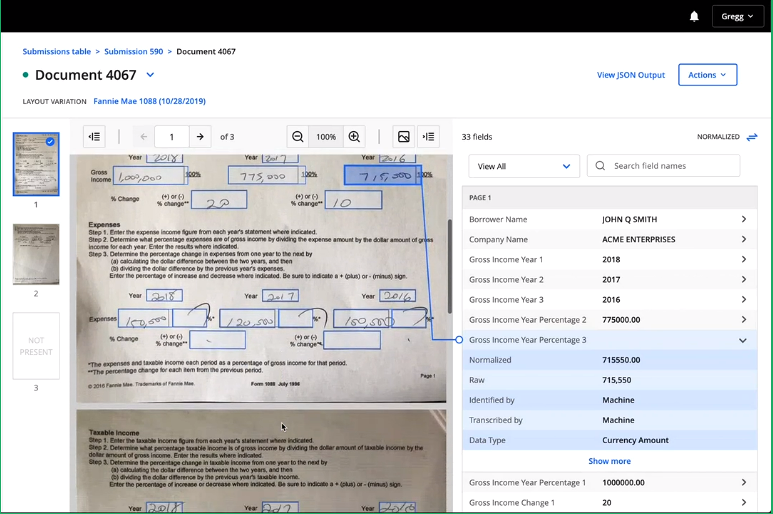 Gregg
Submissions table > Submission 590 > Document 4067
Document 4067
View JSON Output
Actions
LAYOUT VARIATION Fannie Mae 1088 (10/28/2019)
1 of 3
100%
33 fields
NORMALIZED
View All
Search field names
1
2
NOT PRESENT
3
Year 2018 Year 2017 Year 2016
Gross Income 1,000,000 100% 775,000 100% 100%
% Change (+) or (-) % change** 20 (+) or (-) % change** 10
Expenses
Step 1. Enter the expense income figure from each year's statement where indicated.
Step 2. Determine what percentage expenses are of gross income by dividing the expense amount by the dollar amount of gross
income for each year. Enter the results where indicated.
Step 3. Determine the percentage change in expenses from one year to the next by
(a) calculating the dollar difference between the two years, and then
(b) dividing the dollar difference by the previous year's expenses.
Enter the percentage of increase and decrease where indicated. Be sure to indicate a + (plus) or - (minus) sign.
Year 2018 Year 2017 Year 2016
Expenses 150,500 %* 120,500 %* %*
% Change (+) or (-) % change** (+) or (-) % change**
*The expenses and taxable income each period as a percentage of gross income for that period.
**The percentage change for each item from the previous period.
Page 1
© 2016 Fannie Mae. Trademarks of Fannie Mae. Form 1088 July 1996
Taxable Income
Step 1. Enter the taxable income figure from each year's statement where indicated.
Step 2. Determine what percentage taxable income is of gross income by dividing the dollar amount of taxable income by the
dollar amount of gross income. Enter the results where indicated.
Step 3. Determine the percentage change in taxable income from one year to the next by
(a) calculating the dollar difference between the two years, and then
(b) dividing the dollar difference by the previous year's taxable income.
Enter the percentage of increase or decrease where indicated. Be sure to indicate a + (plus) or - (minus) sign.
Year 2018 Year 2017 Year
PAGE 1
Borrower Name JOHN Q SMITH
Company Name ACME ENTERPRISES
Gross Income Year 1 2018
Gross Income Year 2 2017
Gross Income Year 3 2016
Gross Income Year Percentage 2 775000.00
Gross Income Year Percentage 3
Normalized 715550.00
Raw 715,550
Identified by Machine
Transcribed by Machine
Data Type Currency Amount
Show more
Gross Income Year Percentage 1 1000000.00
Gross Income Change 1 20